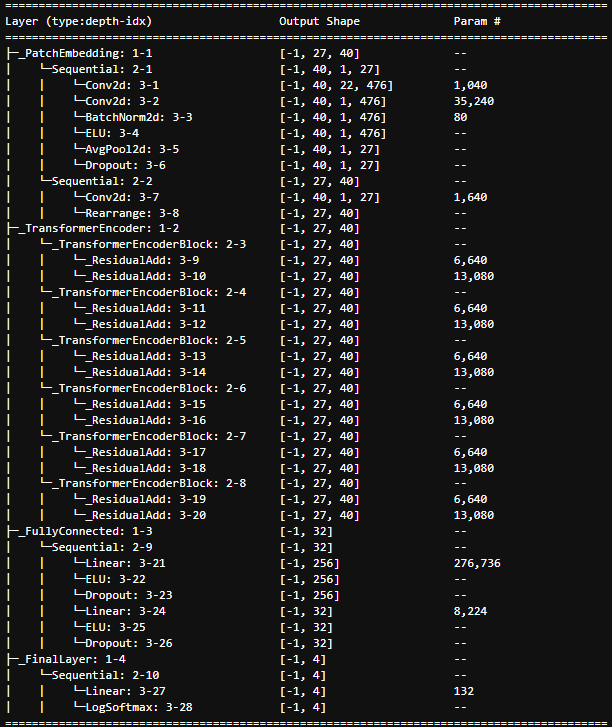 ==========================================================================================
Layer (type:depth-idx)                   Output Shape              Param #
==========================================================================================
├─_PatchEmbedding: 1-1                   [-1, 27, 40]              --
|    └─Sequential: 2-1                   [-1, 40, 1, 27]           --
|    |    └─Conv2d: 3-1                  [-1, 40, 22, 476]         1,040
|    |    └─Conv2d: 3-2                  [-1, 40, 1, 476]          35,240
|    |    └─BatchNorm2d: 3-3             [-1, 40, 1, 476]          80
|    |    └─ELU: 3-4                     [-1, 40, 1, 476]          --
|    |    └─AvgPool2d: 3-5               [-1, 40, 1, 27]           --
|    |    └─Dropout: 3-6                 [-1, 40, 1, 27]           --
|    └─Sequential: 2-2                   [-1, 27, 40]              --
|    |    └─Conv2d: 3-7                  [-1, 40, 1, 27]           1,640
|    |    └─Rearrange: 3-8               [-1, 27, 40]              --
├─_TransformerEncoder: 1-2               [-1, 27, 40]              --
|    └─_TransformerEncoderBlock: 2-3     [-1, 27, 40]              --
|    |    └─_ResidualAdd: 3-9            [-1, 27, 40]              6,640
|    |    └─_ResidualAdd: 3-10           [-1, 27, 40]              13,080
|    └─_TransformerEncoderBlock: 2-4     [-1, 27, 40]              --
|    |    └─_ResidualAdd: 3-11           [-1, 27, 40]              6,640
|    |    └─_ResidualAdd: 3-12           [-1, 27, 40]              13,080
|    └─_TransformerEncoderBlock: 2-5     [-1, 27, 40]              --
|    |    └─_ResidualAdd: 3-13           [-1, 27, 40]              6,640
|    |    └─_ResidualAdd: 3-14           [-1, 27, 40]              13,080
|    └─_TransformerEncoderBlock: 2-6     [-1, 27, 40]              --
|    |    └─_ResidualAdd: 3-15           [-1, 27, 40]              6,640
|    |    └─_ResidualAdd: 3-16           [-1, 27, 40]              13,080
|    └─_TransformerEncoderBlock: 2-7     [-1, 27, 40]              --
|    |    └─_ResidualAdd: 3-17           [-1, 27, 40]              6,640
|    |    └─_ResidualAdd: 3-18           [-1, 27, 40]              13,080
|    └─_TransformerEncoderBlock: 2-8     [-1, 27, 40]              --
|    |    └─_ResidualAdd: 3-19           [-1, 27, 40]              6,640
|    |    └─_ResidualAdd: 3-20           [-1, 27, 40]              13,080
├─_FullyConnected: 1-3                   [-1, 32]                  --
|    └─Sequential: 2-9                   [-1, 32]                  --
|    |    └─Linear: 3-21                 [-1, 256]                 276,736
|    |    └─ELU: 3-22                    [-1, 256]                 --
|    |    └─Dropout: 3-23                [-1, 256]                 --
|    |    └─Linear: 3-24                 [-1, 32]                  8,224
|    |    └─ELU: 3-25                    [-1, 32]                  --
|    |    └─Dropout: 3-26                [-1, 32]                  --
├─_FinalLayer: 1-4                       [-1, 4]                   --
|    └─Sequential: 2-10                  [-1, 4]                   --
|    |    └─Linear: 3-27                 [-1, 4]                   132
|    |    └─LogSoftmax: 3-28             [-1, 4]                   --
==========================================================================================